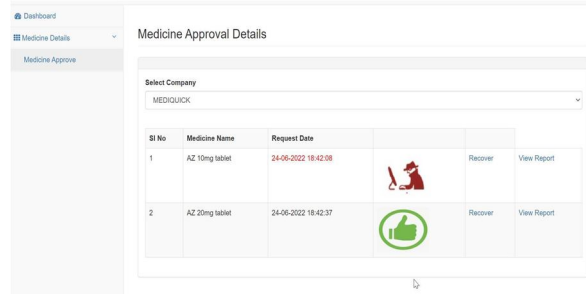 Dashboard
Medicine Details
Medicine Approve
Medicine Approval Details
Select Company
MEDIQUICK
Sl No Medicine Name Request Date
1 AZ 10mg tablet 24-06-2022 18:42:08 Recover View Report
2 AZ 20mg tablet 24-06-2022 18:42:37 Recover View Report